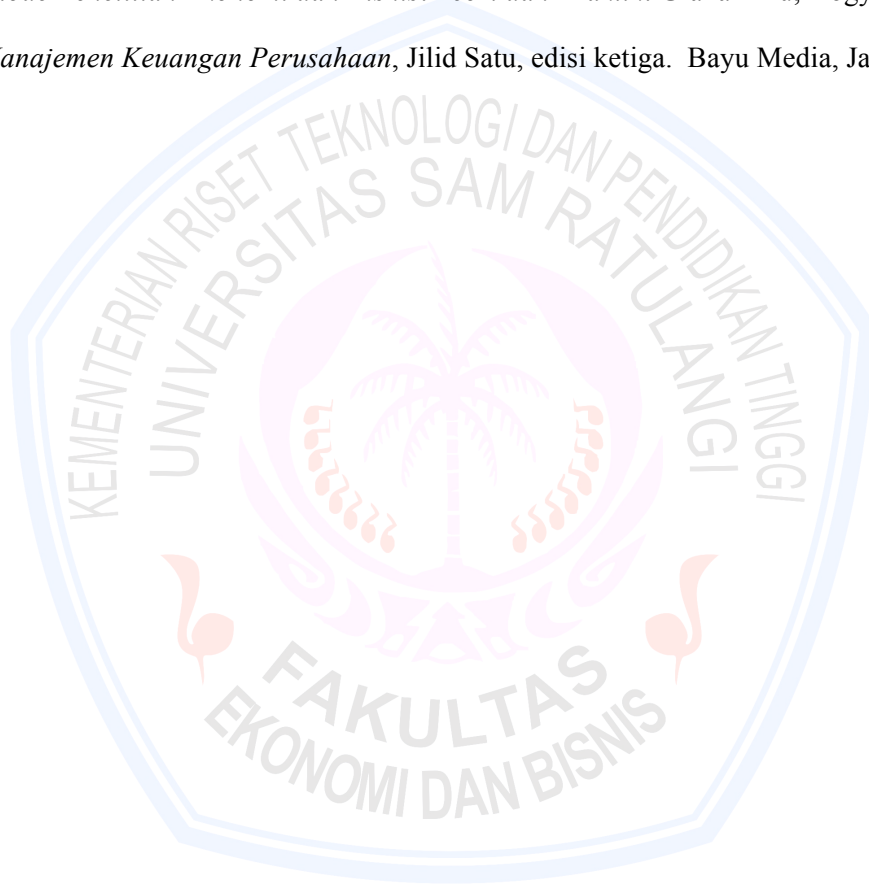 anajemen Keuangan Perusahaan, Jilid Satu, edisi ketiga. Bayu Media, Ja
KEMENTERIAN RISET TEKNOLOGI DAN PENDIDIKAN TINGGI
UNIVERSITAS SAM RATULANGI
FAKULTAS
EKONOMI DAN BISNIS